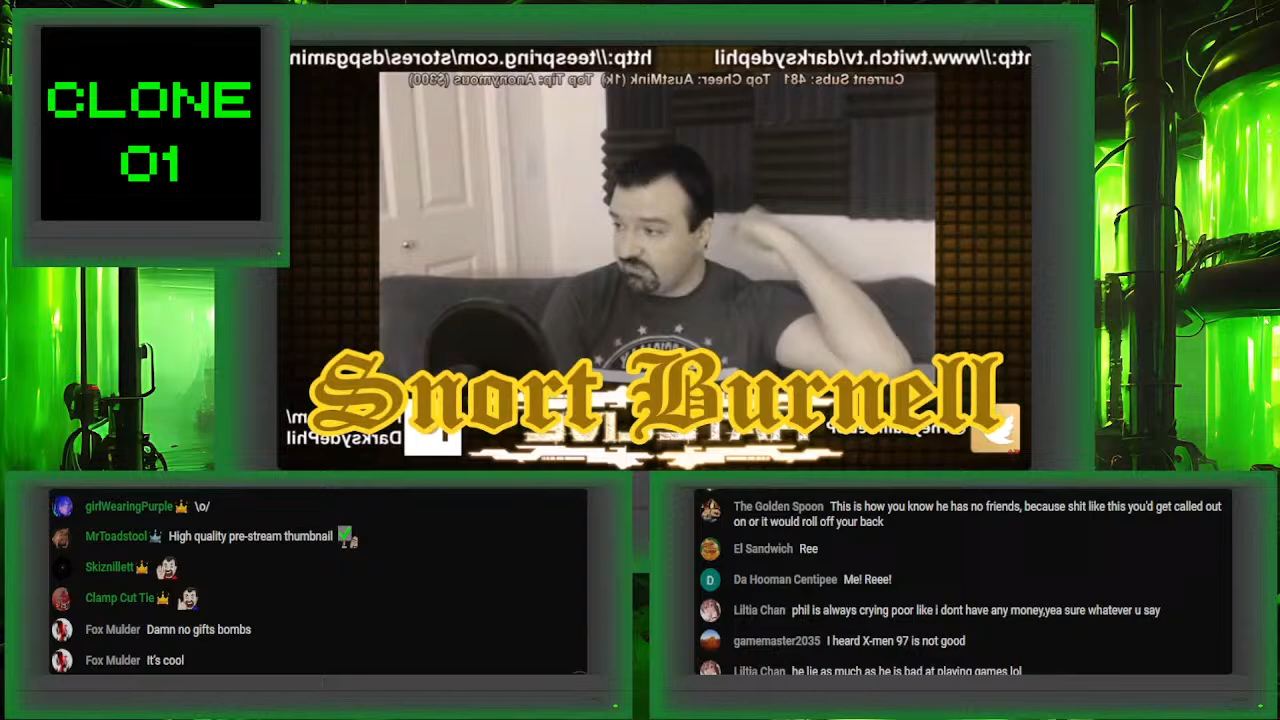 CLONE
01
http://teespring.com/stores/dspgamin
http://www.twitch.tv/darksydephil
Current Subs: 481 Top Cheer: AustMink (1k) Top Tip: Anonymous ($300)
Snort Burnell
DarksydePhil
girlWearingPurple \o/
MrToadstool High quality pre-stream thumbnail
Skiznillett
Clamp Cut Tie
Fox Mulder Damn no gifts bombs
Fox Mulder It's cool
The Golden Spoon This is how you know he has no friends, because shit like this you'd get called out
on or it would roll off your back
El Sandwich Ree
D Da Hooman Centipee Me! Reee!
Liltia Chan phil is always crying poor like i dont have any money,yea sure whatever u say
gamemaster2035 I heard X-men 97 is not good
Liltia Chan he lie as much as he is bad at playing games lol